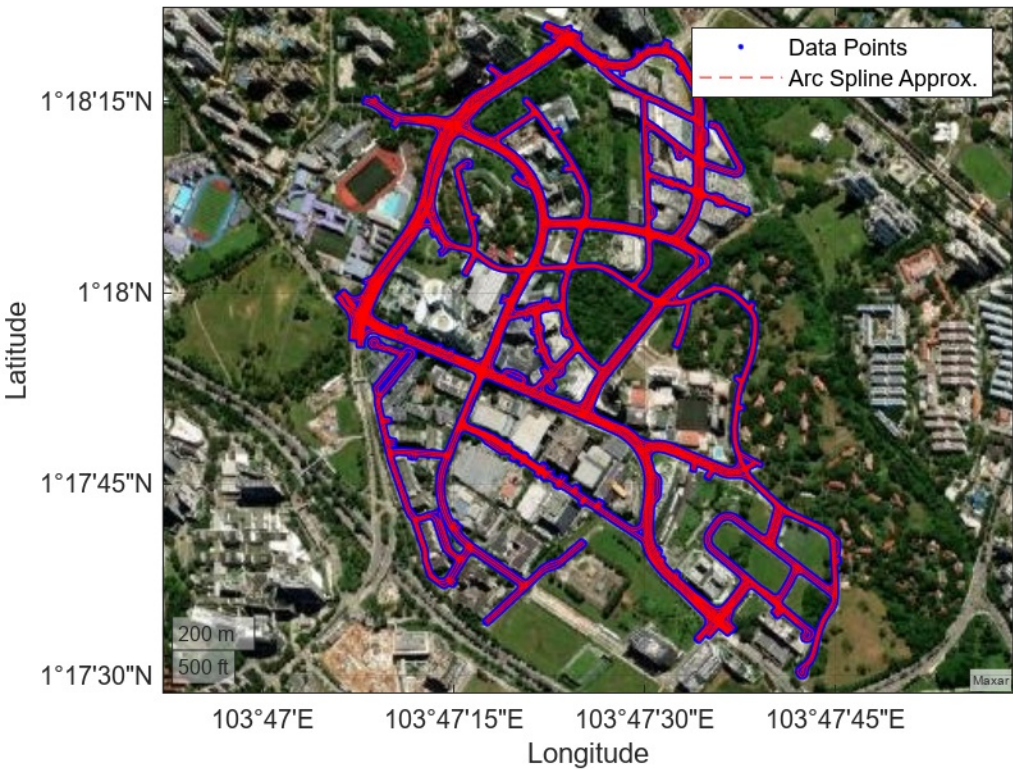 Data Points
Arc Spline Approx.
1°18'15"N
1°18'N
1°17'45"N
1°17'30"N
Latitude
200 m
500 ft
Maxar
103°47'E
103°47'15"E
103°47'30"E
103°47'45"E
Longitude